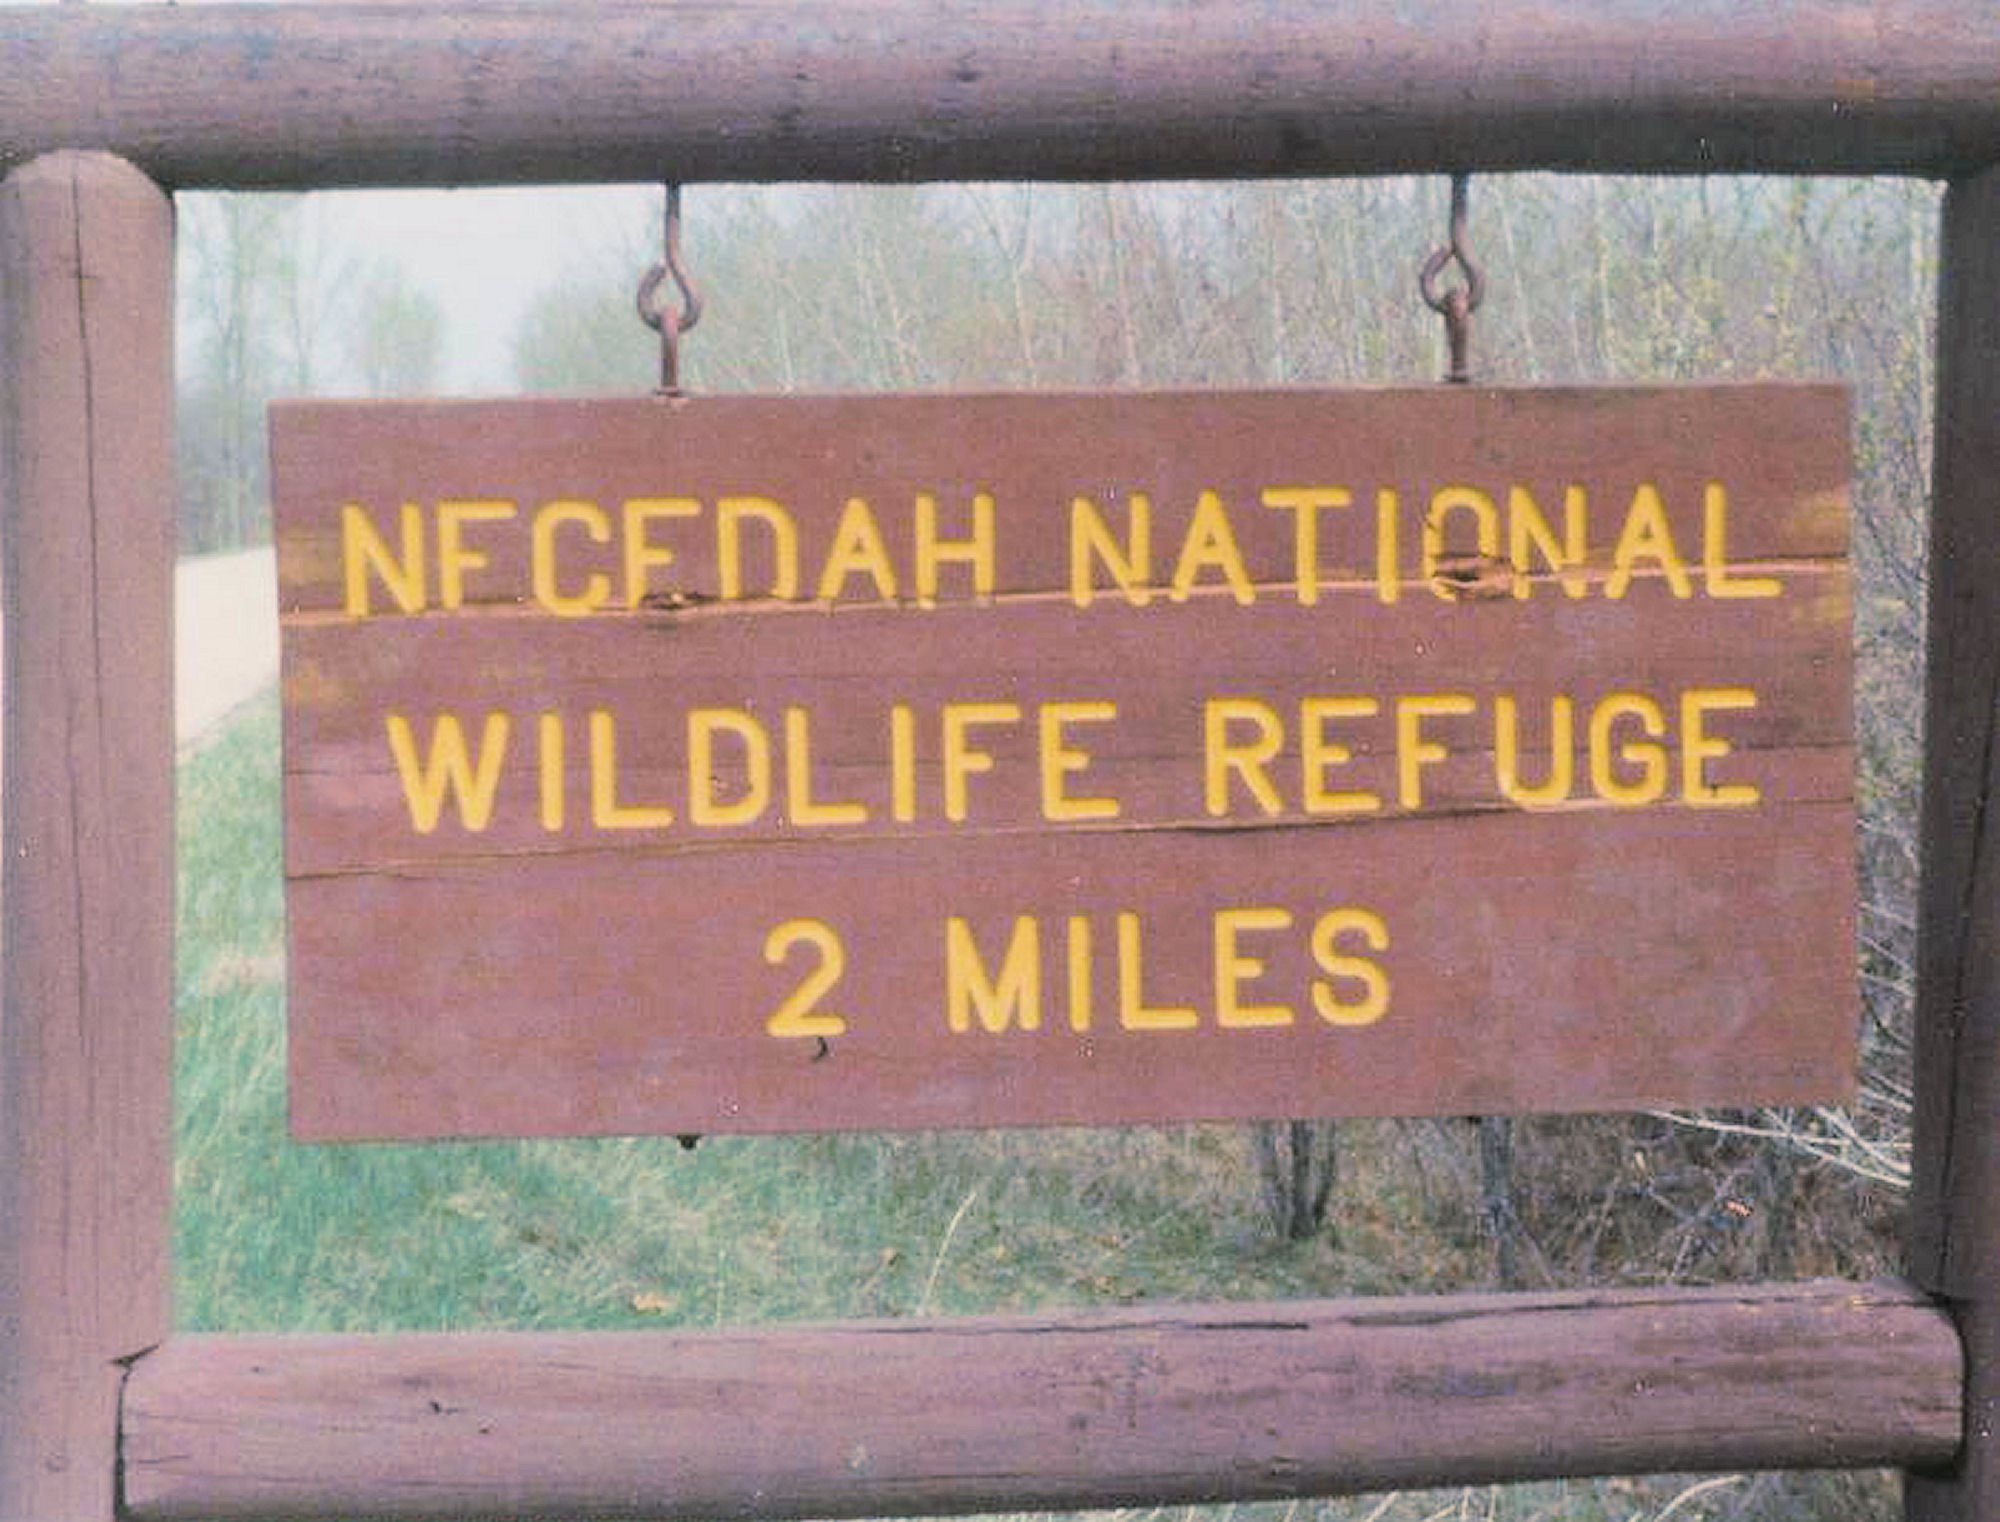 NECEDAH NATIONAL
WILDLIFE REFUGE
2 MILES